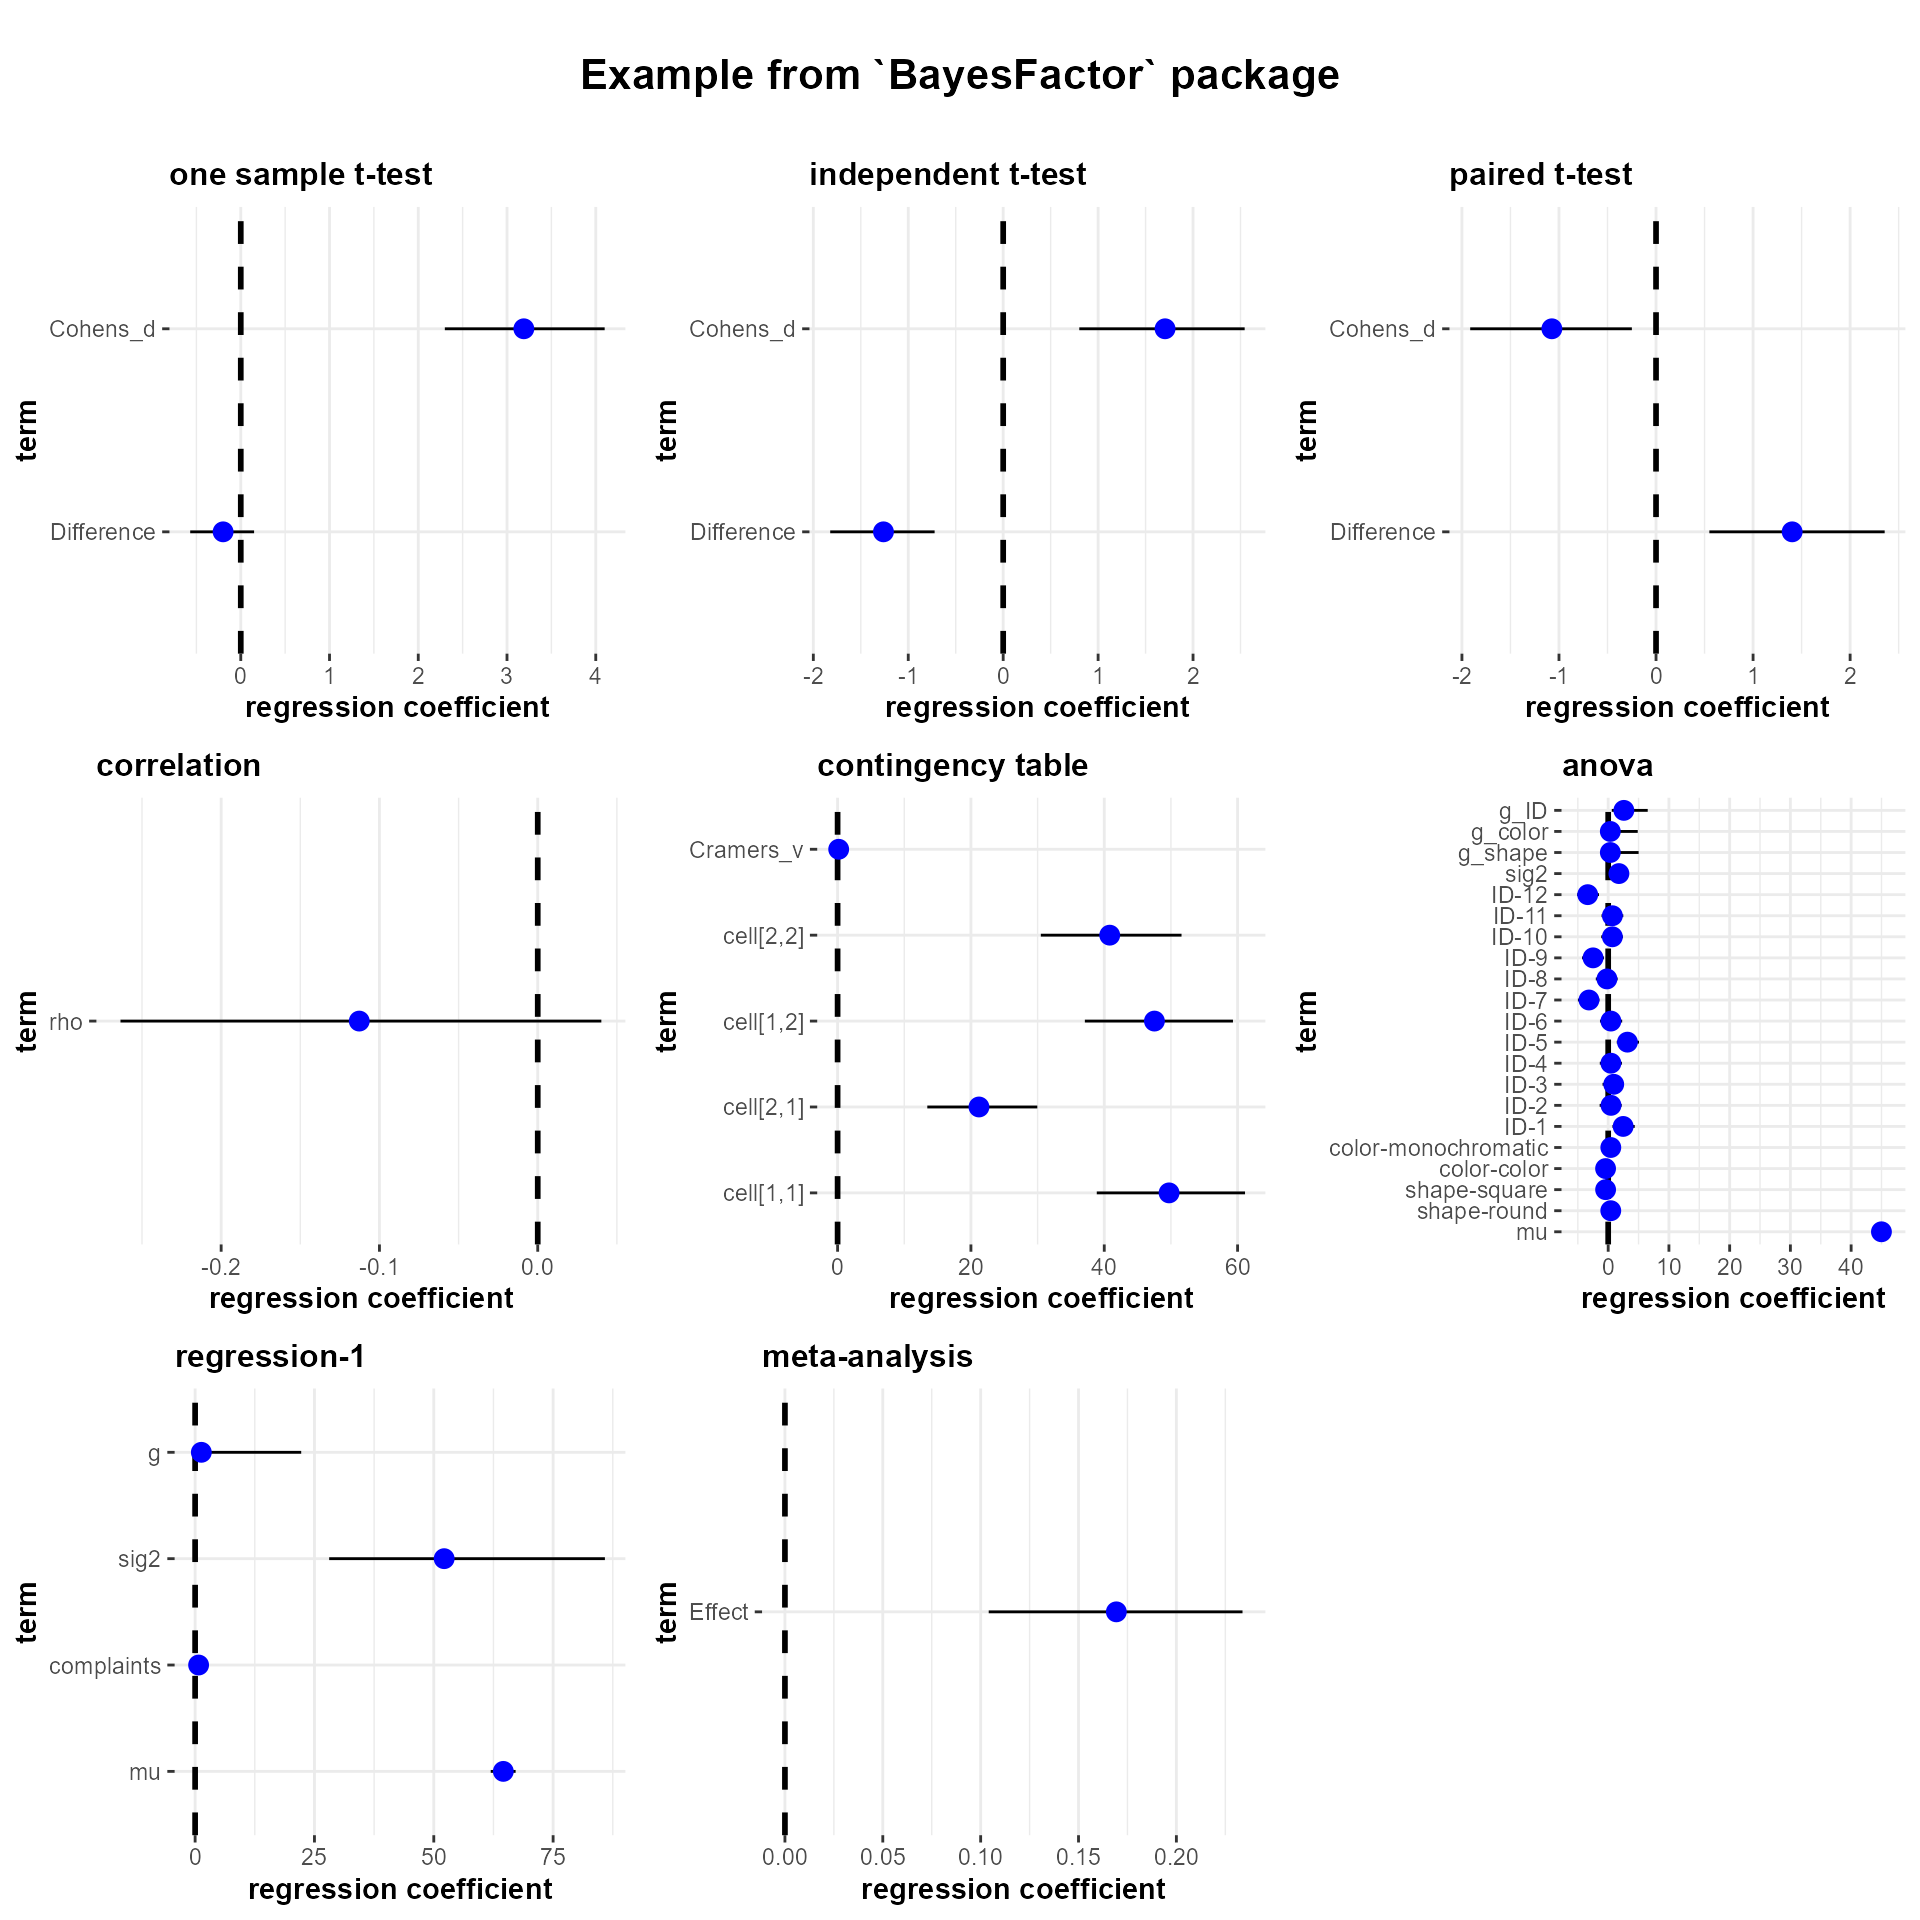 Example from `BayesFactor` package
one sample t-test
term
Cohens_d
Difference
0 1 2 3 4
regression coefficient
independent t-test
term
Cohens_d
Difference
-2 -1 0 1 2
regression coefficient
paired t-test
term
Cohens_d
Difference
-2 -1 0 1 2
regression coefficient
correlation
term
rho
-0.2 -0.1 0.0
regression coefficient
contingency table
term
Cramers_v
cell[2,2]
cell[1,2]
cell[2,1]
cell[1,1]
0 20 40 60
regression coefficient
anova
term
g_ID
g_color
g_shape
sig2
ID-12
ID-11
ID-10
ID-9
ID-8
ID-7
ID-6
ID-5
ID-4
ID-3
ID-2
ID-1
color-monochromatic
color-color
shape-square
shape-round
mu
0 10 20 30 40
regression coefficient
regression-1
term
g
sig2
complaints
mu
0 25 50 75
regression coefficient
meta-analysis
term
Effect
0.00 0.05 0.10 0.15 0.20
regression coefficient